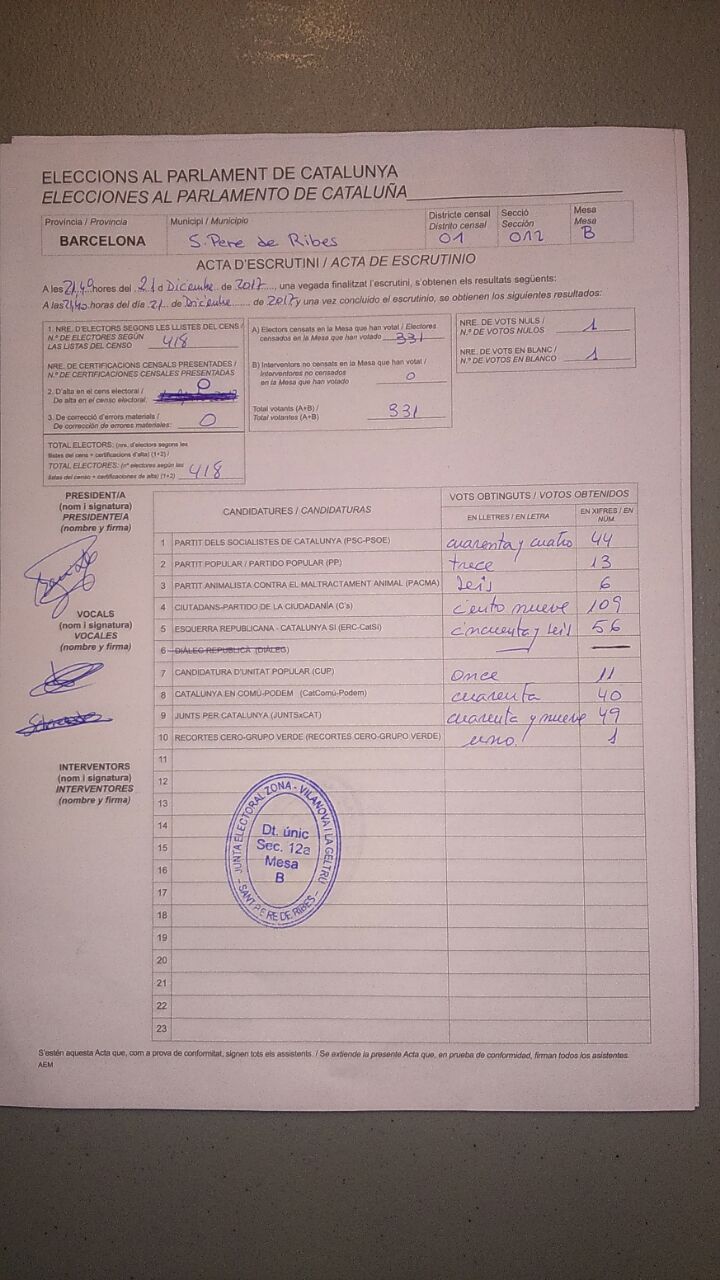 ELECCIONS AL PARLAMENT DE CATALUNYA
ELECCIONES AL PARLAMENTO DE CATALUÑA
Provincia / Provincia
BARCELONA
Municipi / Municipio
S. Pere de Ribes
Districte censal
Distrito censal
01
Secció
Sección
012
Mesa
Mesa
B
ACTA D'ESCRUTINI / ACTA DE ESCRUTINIO
A les 21,40 hores del 21 d Diciembre de 2017...., una vegada finalitzat l'escrutini, s'obtenen els resultats següents:
A las 21,40 horas del día 21 de Diciembre de 2017 y una vez concluido el escrutinio, se obtienen los siguientes resultados:
1. NRE. D'ELECTORS SEGONS LES LLISTES DEL CENS /
N.º DE ELECTORES SEGÚN
LAS LISTAS DEL CENSO 418
NRE. DE CERTIFICACIONS CENSALS PRESENTADES /
N.º DE CERTIFICACIONES CENSALES PRESENTADAS
2. D'alta en el cens electoral /
De alta en el censo electoral: 0
3. De correcció d'errors materials /
De corrección de errores materiales: 0
TOTAL ELECTORS: (nre. d'electors segons les
llistes del cens + certificacions d'alta) (1+2) /
TOTAL ELECTORES: (nº electores según las
listas del censo + certificaciones de alta) (1+2) 418
A) Electors censats en la Mesa que han votat / Electores
censados en la Mesa que han votado 331
B) Interventors no censats en la Mesa que han votat /
Interventores no censados
en la Mesa que han votado 0
Total votants (A+B) /
Total votantes (A+B) 331
NRE. DE VOTS NULS /
N.º DE VOTOS NULOS 1
NRE. DE VOTS EN BLANC /
N.º DE VOTOS EN BLANCO 1
PRESIDENT/A
(nom i signatura)
PRESIDENTE/A
(nombre y firma)
VOCALS
(nom i signatura)
VOCALES
(nombre y firma)
INTERVENTORS
(nom i signatura)
INTERVENTORES
(nombre y firma)
CANDIDATURES / CANDIDATURAS
VOTS OBTINGUTS / VOTOS OBTENIDOS
EN LLETRES / EN LETRA
EN XIFRES / EN NÚM.
1 PARTIT DELS SOCIALISTES DE CATALUNYA (PSC-PSOE) cuarenta y cuatro 44
2 PARTIT POPULAR / PARTIDO POPULAR (PP) trece 13
3 PARTIT ANIMALISTA CONTRA EL MALTRACTAMENT ANIMAL (PACMA) seis 6
4 CIUTADANS-PARTIDO DE LA CIUDADANÍA (C's) ciento nueve 109
5 ESQUERRA REPUBLICANA - CATALUNYA SÍ (ERC-CatSí) cincuenta y seis 56
6 DIÀLEG REPUBLICÀ (DIÀLEG)
7 CANDIDATURA D'UNITAT POPULAR (CUP) once 11
8 CATALUNYA EN COMÚ-PODEM (CatComú-Podem) cuarenta 40
9 JUNTS PER CATALUNYA (JUNTSxCAT) cuarenta y nueve 49
10 RECORTES CERO-GRUPO VERDE (RECORTES CERO-GRUPO VERDE) uno 1
11
12
13
14
15
16
17
18
19
20
21
22
23
JUNTA ELECTORAL ZONA - VILANOVA I LA GELTRÚ
Dt. únic
Sec. 12a
Mesa
B
- SANT PERE DE RIBES -
S'estén aquesta Acta que, com a prova de conformitat, signen tots els assistents. / Se extiende la presente Acta que, en prueba de conformidad, firman todos los asistentes.
AEM